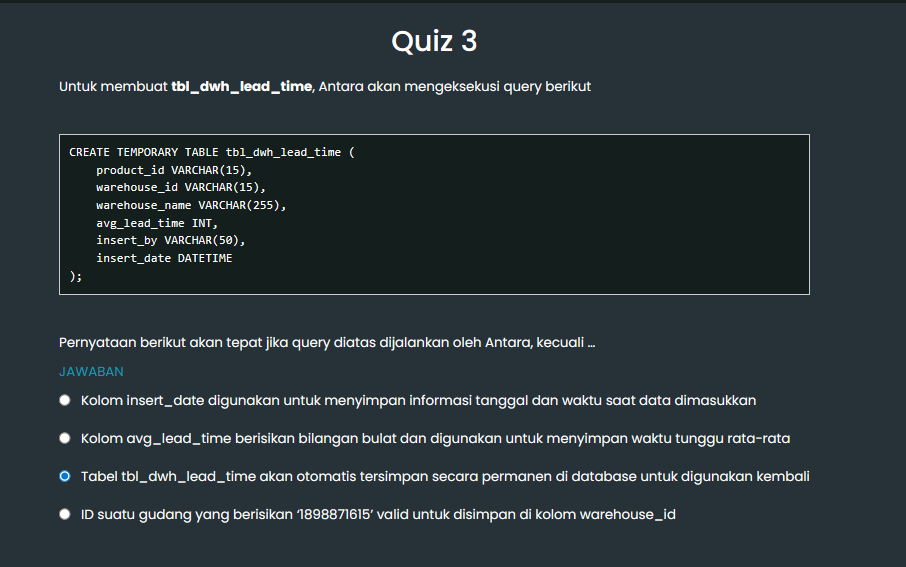 Quiz 3
Untuk membuat tbl_dwh_lead_time, Antara akan mengeksekusi query berikut
CREATE TEMPORARY TABLE tbl_dwh_lead_time (
    product_id VARCHAR(15),
    warehouse_id VARCHAR(15),
    warehouse_name VARCHAR(255),
    avg_lead_time INT,
    insert_by VARCHAR(50),
    insert_date DATETIME
);
Pernyataan berikut akan tepat jika query diatas dijalankan oleh Antara, kecuali ...
JAWABAN
Kolom insert_date digunakan untuk menyimpan informasi tanggal dan waktu saat data dimasukkan
Kolom avg_lead_time berisikan bilangan bulat dan digunakan untuk menyimpan waktu tunggu rata-rata
Tabel tbl_dwh_lead_time akan otomatis tersimpan secara permanen di database untuk digunakan kembali
ID suatu gudang yang berisikan ‘1898871615’ valid untuk disimpan di kolom warehouse_id